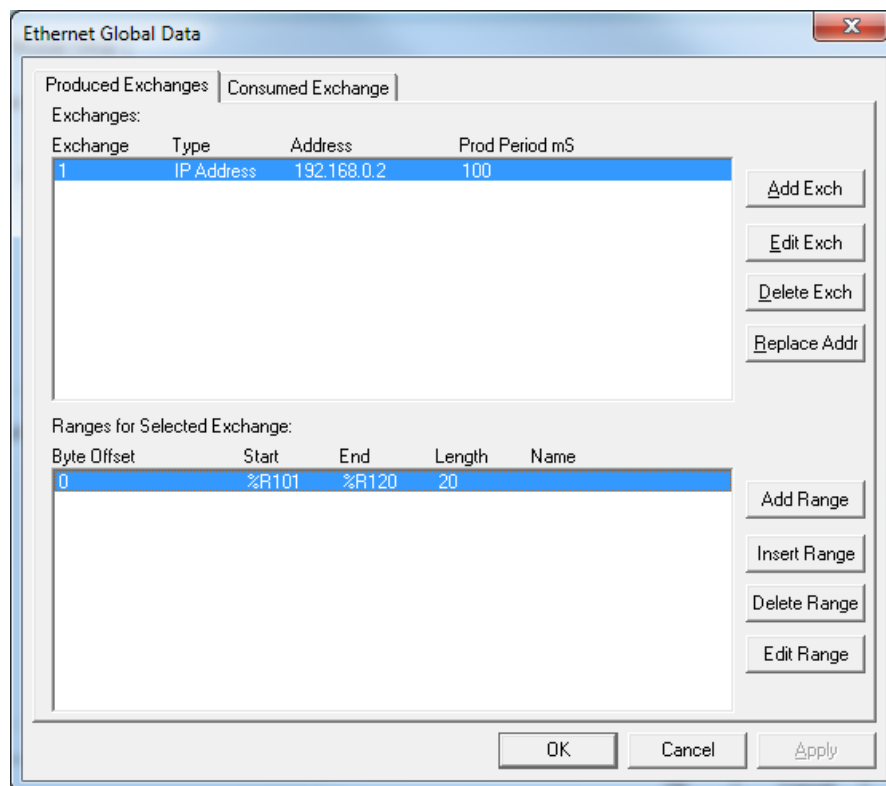 Ethernet Global Data
Produced Exchanges Consumed Exchange
Exchanges:
Exchange Type Address Prod Period mS
1 IP Address 192.168.0.2 100
Add Exch
Edit Exch
Delete Exch
Replace Addr
Ranges for Selected Exchange:
Byte Offset Start End Length Name
0 %R101 %R120 20
Add Range
Insert Range
Delete Range
Edit Range
OK Cancel Apply